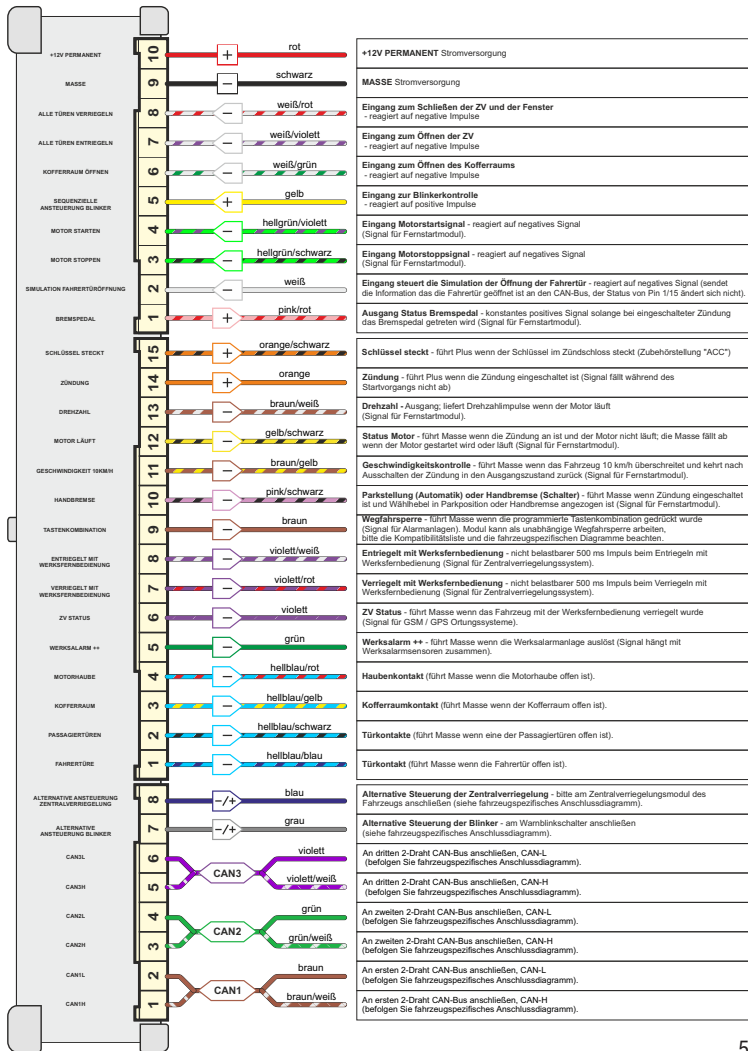 +12V PERMANENT
10
+
rot
+12V PERMANENT Stromversorgung
MASSE
9
–
schwarz
MASSE Stromversorgung
ALLE TÜREN VERRIEGELN
8
–
weiß/rot
Eingang zum Schließen der ZV und der Fenster
- reagiert auf negative Impulse
ALLE TÜREN ENTRIEGELN
7
–
weiß/violett
Eingang zum Öffnen der ZV
- reagiert auf negative Impulse
KOFFERRAUM ÖFFNEN
6
–
weiß/grün
Eingang zum Öffnen des Kofferraums
- reagiert auf negative Impulse
SEQUENZIELLE
ANSTEUERUNG BLINKER
5
+
gelb
Eingang zur Blinkerkontrolle
- reagiert auf positive Impulse
MOTOR STARTEN
4
–
hellgrün/violett
Eingang Motorstartsignal - reagiert auf negatives Signal
(Signal für Fernstartmodul).
MOTOR STOPPEN
3
–
hellgrün/schwarz
Eingang Motorstoppsignal - reagiert auf negatives Signal
(Signal für Fernstartmodul).
SIMULATION FAHRERTÜRÖFFNUNG
2
–
weiß
Eingang steuert die Simulation der Öffnung der Fahrertür - reagiert auf negatives Signal (sendet
die Information das die Fahrertür geöffnet ist an den CAN-Bus, der Status von Pin 1/15 ändert sich nicht).
BREMSPEDAL
1
+
pink/rot
Ausgang Status Bremspedal - konstantes positives Signal solange bei eingeschalteter Zündung
das Bremspedal getreten wird (Signal für Fernstartmodul).
SCHLÜSSEL STECKT
15
+
orange/schwarz
Schlüssel steckt - führt Plus wenn der Schlüssel im Zündschloss steckt (Zubehörstellung "ACC")
ZÜNDUNG
14
+
orange
Zündung - führt Plus wenn die Zündung eingeschaltet ist (Signal fällt während des
Startvorgangs nicht ab)
DREHZAHL
13
–
braun/weiß
Drehzahl - Ausgang; liefert Drehzahlimpulse wenn der Motor läuft
(Signal für Fernstartmodul).
MOTOR LÄUFT
12
–
gelb/schwarz
Status Motor - führt Masse wenn die Zündung an ist und der Motor nicht läuft; die Masse fällt ab
wenn der Motor gestartet wird oder läuft (Signal für Fernstartmodul).
GESCHWINDIGKEIT 10KM/H
11
–
braun/gelb
Geschwindigkeitskontrolle - führt Masse wenn das Fahrzeug 10 km/h überschreitet und kehrt nach
Ausschalten der Zündung in den Ausgangszustand zurück (Signal für Fernstartmodul).
HANDBREMSE
10
–
pink/schwarz
Parkstellung (Automatik) oder Handbremse (Schalter) - führt Masse wenn Zündung eingeschaltet
ist und Wählhebel in Parkposition oder Handbremse angezogen ist (Signal für Fernstartmodul).
TASTENKOMBINATION
9
–
braun
Wegfahrsperre - führt Masse wenn die programmierte Tastenkombination gedrückt wurde
(Signal für Alarmanlagen). Modul kann als unabhängige Wegfahrsperre arbeiten,
bitte die Kompatibilitätsliste und die fahrzeugspezifischen Diagramme beachten.
ENTRIEGELT MIT
WERKSFERNBEDIENUNG
8
–
violett/weiß
Entriegelt mit Werksfernbedienung - nicht belastbarer 500 ms Impuls beim Entriegeln mit
Werksfernbedienung (Signal für Zentralverriegelungssystem).
VERRIEGELT MIT
WERKSFERNBEDIENUNG
7
–
violett/rot
Verriegelt mit Werksfernbedienung - nicht belastbarer 500 ms Impuls beim Verriegeln mit
Werksfernbedienung (Signal für Zentralverriegelungssystem).
ZV STATUS
6
–
violett
ZV Status - führt Masse wenn das Fahrzeug mit der Werksfernbedienung verriegelt wurde
(Signal für GSM / GPS Ortungssysteme).
WERKSALARM ++
5
–
grün
Werksalarm ++ - führt Masse wenn die Werksalarmanlage auslöst (Signal hängt mit
Werksalarmsensoren zusammen).
MOTORHAUBE
4
–
hellblau/rot
Haubenkontakt (führt Masse wenn die Motorhaube offen ist).
KOFFERRAUM
3
–
hellblau/gelb
Kofferraumkontakt (führt Masse wenn der Kofferraum offen ist).
PASSAGIERTÜREN
2
–
hellblau/schwarz
Türkontakte (führt Masse wenn eine der Passagiertüren offen ist).
FAHRERTÜRE
1
–
hellblau/blau
Türkontakt (führt Masse wenn die Fahrertür offen ist).
ALTERNATIVE ANSTEUERUNG
ZENTRALVERRIEGELUNG
8
–/+
blau
Alternative Steuerung der Zentralverriegelung - bitte am Zentralverriegelungsmodul des
Fahrzeugs anschließen (siehe fahrzeugspezifisches Anschlussdiagramm).
ALTERNATIVE
ANSTEUERUNG BLINKER
7
–/+
grau
Alternative Steuerung der Blinker - am Warnblinkschalter anschließen
(siehe fahrzeugspezifisches Anschlussdiagramm).
CAN3L
6
violett
An dritten 2-Draht CAN-Bus anschließen, CAN-L
(befolgen Sie fahrzeugspezifisches Anschlussdiagramm).
CAN3
CAN3H
5
violett/weiß
An dritten 2-Draht CAN-Bus anschließen, CAN-H
(befolgen Sie fahrzeugspezifisches Anschlussdiagramm).
CAN2L
4
grün
An zweiten 2-Draht CAN-Bus anschließen, CAN-L
(befolgen Sie fahrzeugspezifisches Anschlussdiagramm).
CAN2
CAN2H
3
grün/weiß
An zweiten 2-Draht CAN-Bus anschließen, CAN-H
(befolgen Sie fahrzeugspezifisches Anschlussdiagramm).
CAN1L
2
braun
An ersten 2-Draht CAN-Bus anschließen, CAN-L
(befolgen Sie fahrzeugspezifisches Anschlussdiagramm).
CAN1
CAN1H
1
braun/weiß
An ersten 2-Draht CAN-Bus anschließen, CAN-H
(befolgen Sie fahrzeugspezifisches Anschlussdiagramm).
5